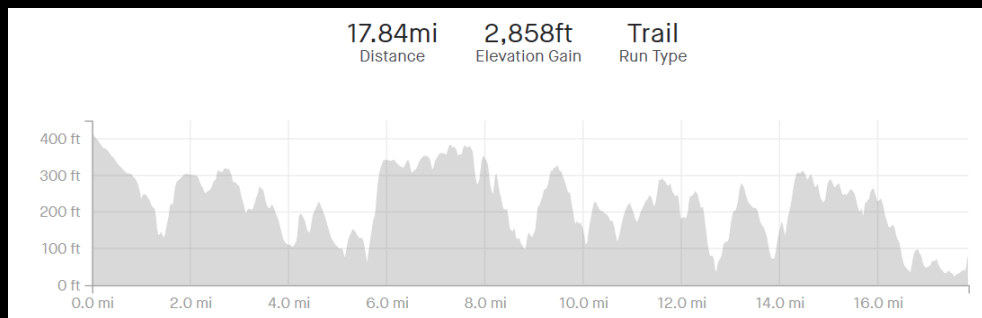 17.84mi 2,858ft Trail
Distance Elevation Gain Run Type
400 ft
300 ft
200 ft
100 ft
0 ft
0.0 mi 2.0 mi 4.0 mi 6.0 mi 8.0 mi 10.0 mi 12.0 mi 14.0 mi 16.0 mi